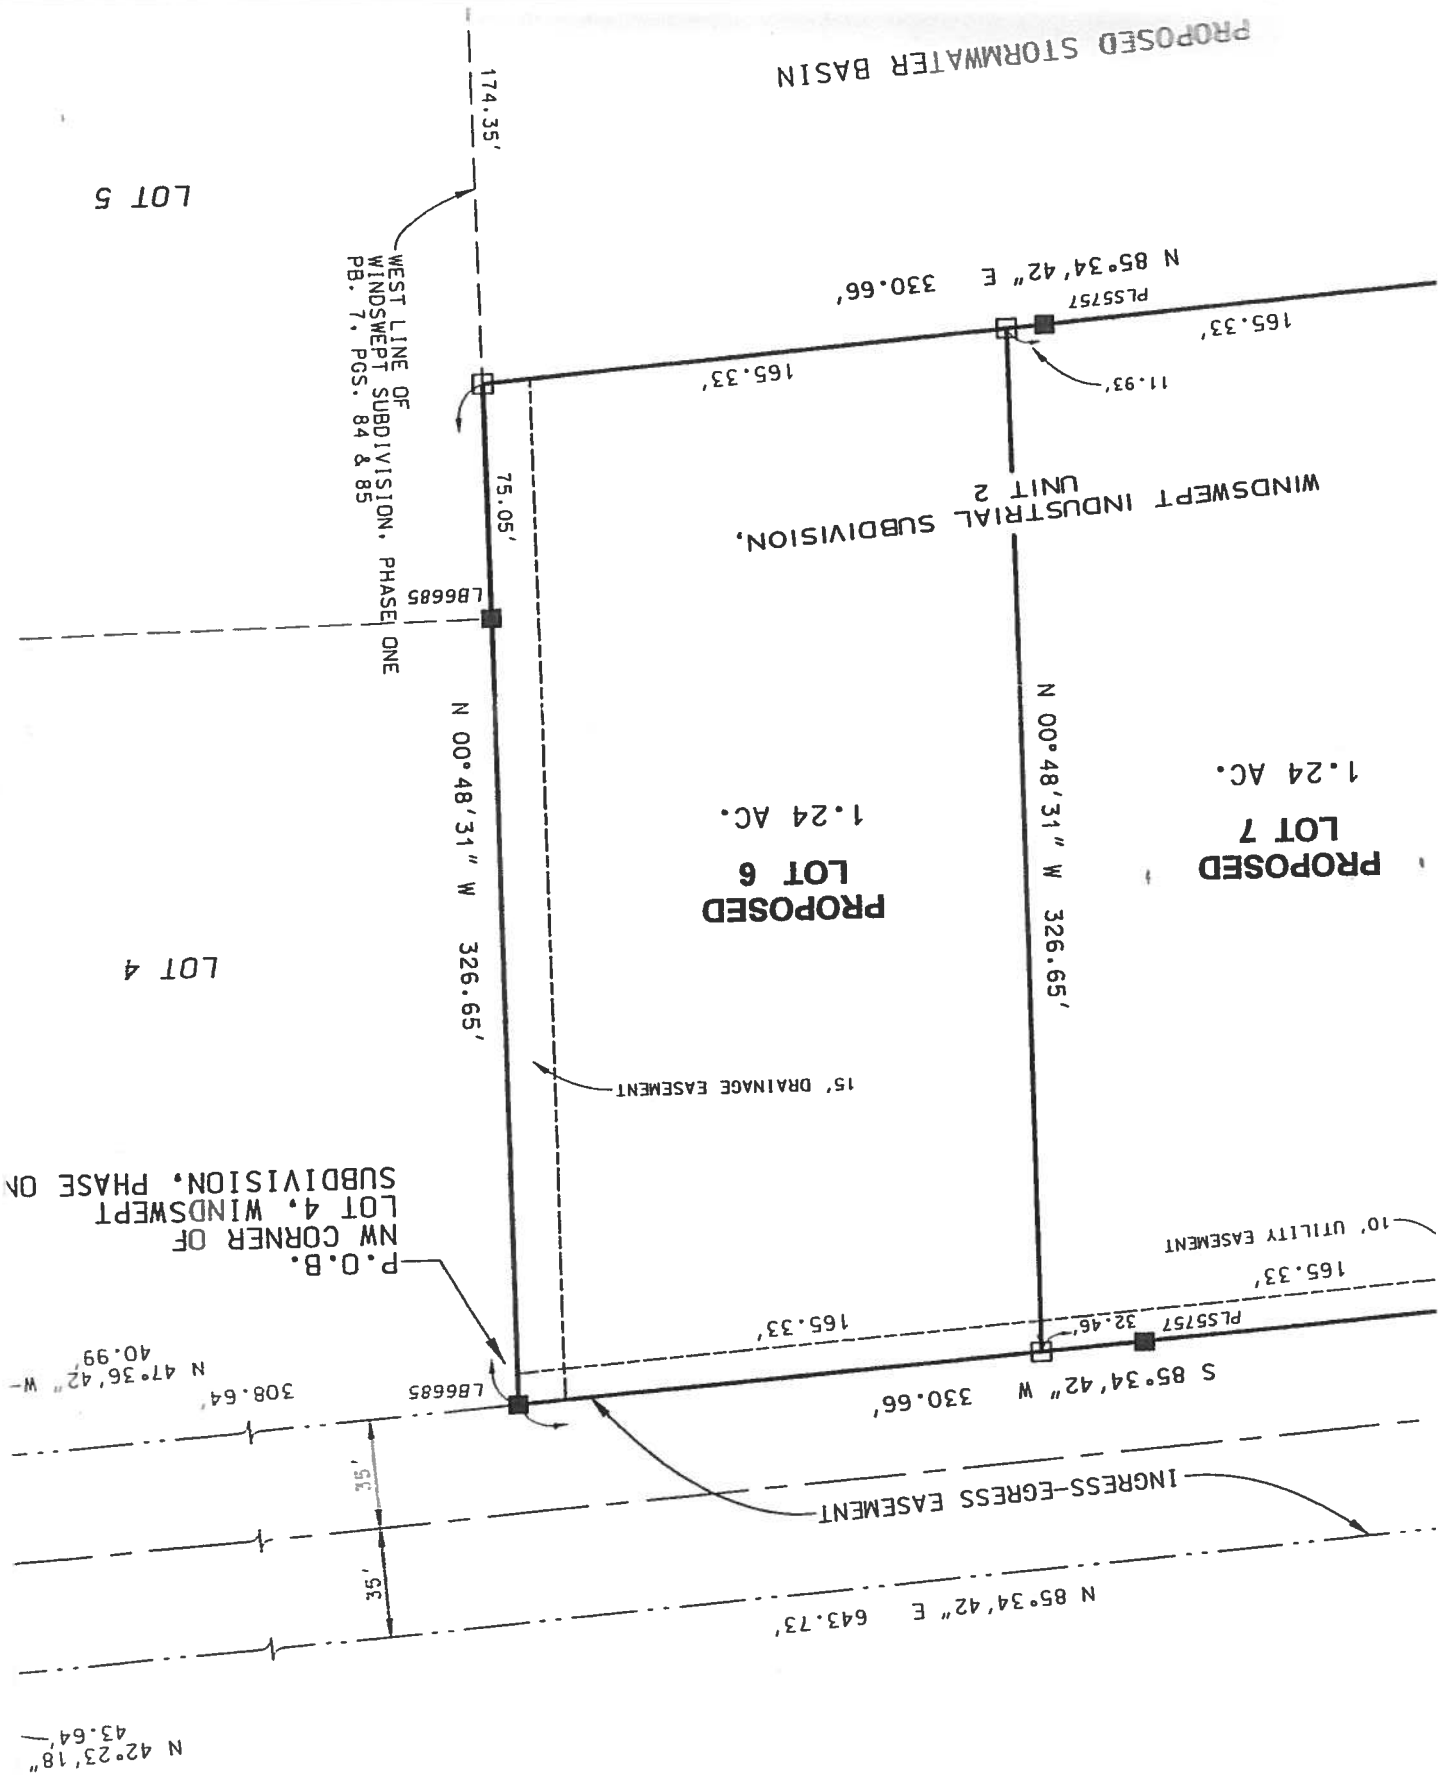 N 42°23'18"
43.64'
N 85°34'42" E 643.73'
35'
35'
INGRESS-EGRESS EASEMENT
N 47°36'42" W
40.99'
308.64'
LB6685
S 85°34'42" W 330.66'
PLS5757
32.46'
165.33'
165.33'
10' UTILITY EASEMENT
P.O.B.
NW CORNER OF
LOT 4, WINDSWEPT
SUBDIVISION, PHASE ON
15' DRAINAGE EASEMENT
LOT 4
PROPOSED
LOT 6
1.24 AC.
PROPOSED
LOT 7
1.24 AC.
N 00°48'31" W 326.65'
N 00°48'31" W 326.65'
LB6685
75.05'
WINDSWEPT INDUSTRIAL SUBDIVISION,
UNIT 2
WEST LINE OF
WINDSWEPT SUBDIVISION, PHASE ONE
PB. 7, PGS. 84 & 85
11.93'
165.33'
165.33'
PLS5757
N 85°34'42" E 330.66'
LOT 5
174.35'
PROPOSED STORMWATER BASIN